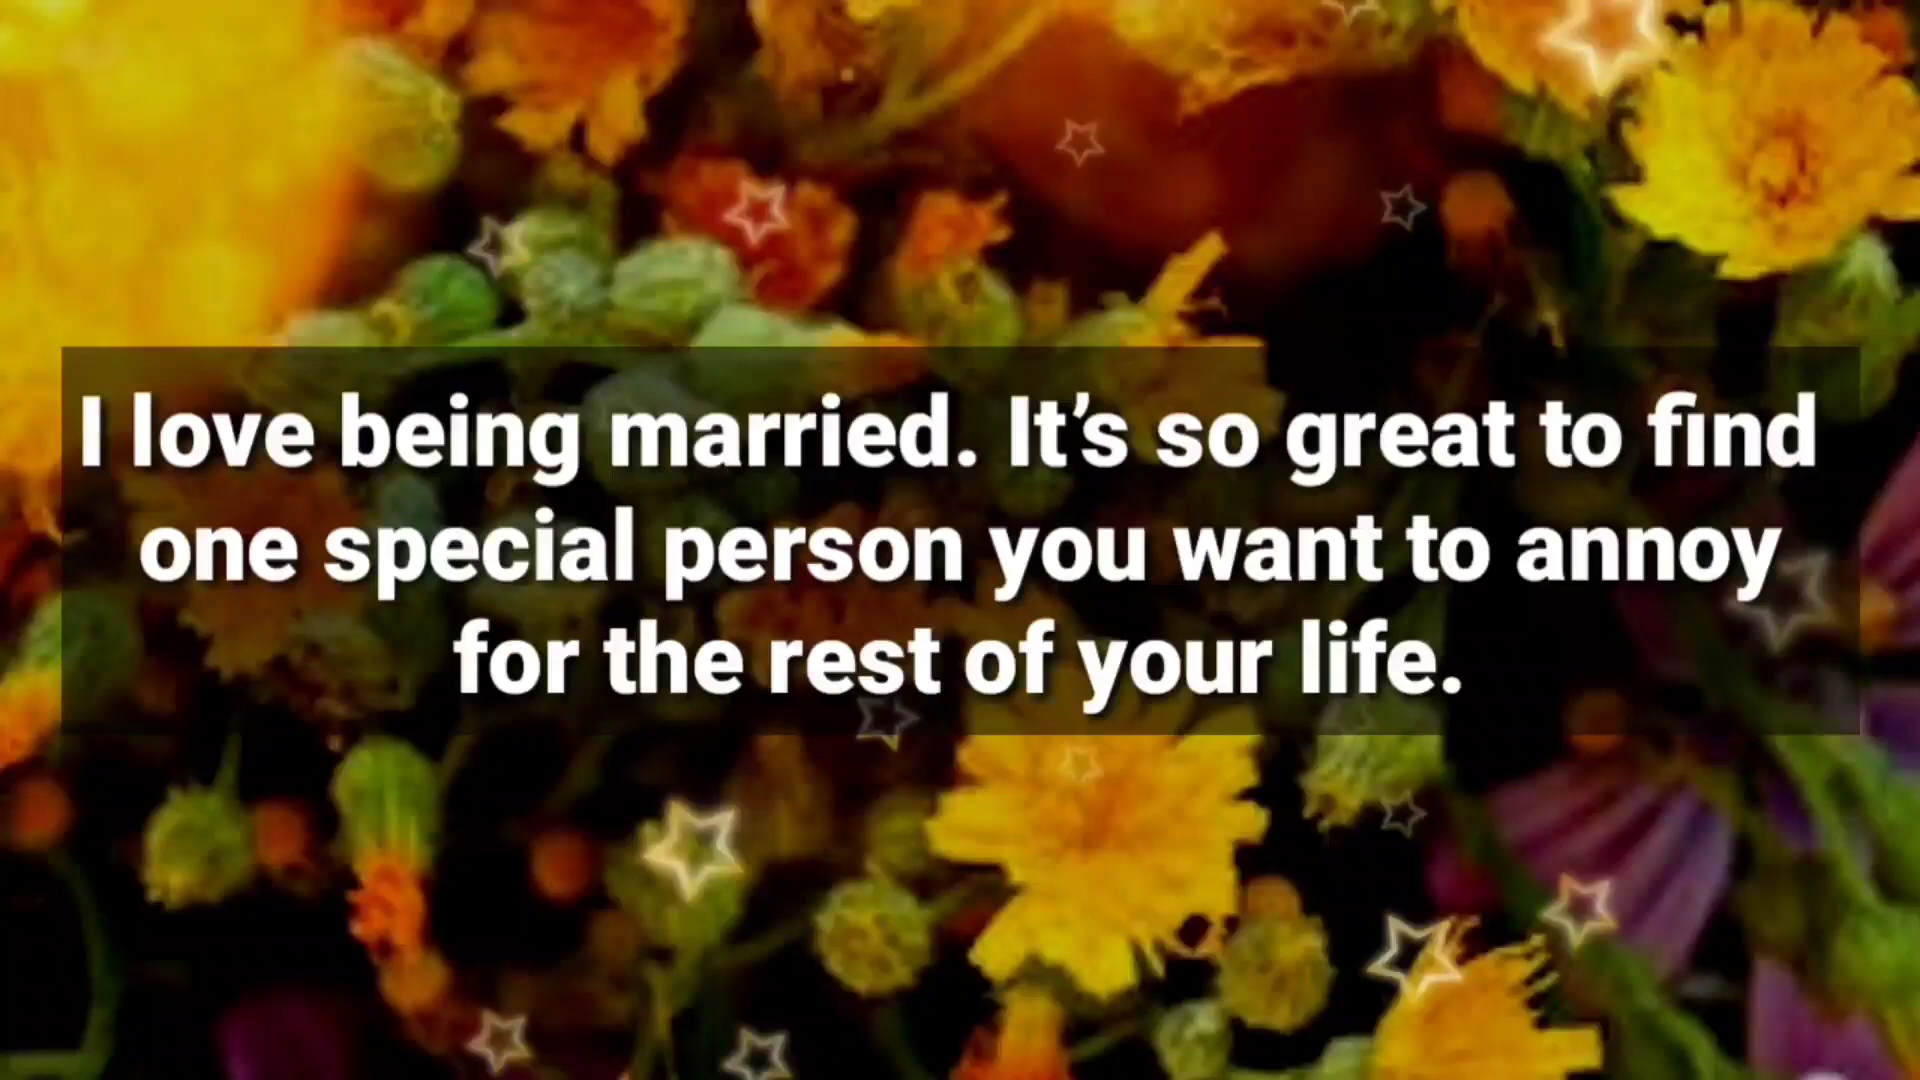 I love being married. It’s so great to find
one special person you want to annoy
for the rest of your life.